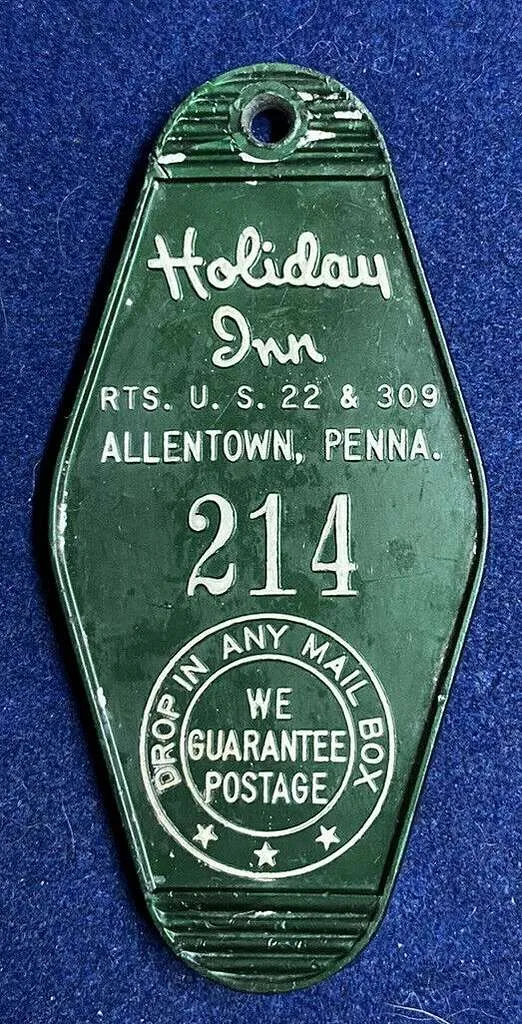 Holiday
Inn
RTS. U. S. 22 & 309
ALLENTOWN, PENNA.
214
DROP IN ANY MAIL BOX
WE
GUARANTEE
POSTAGE